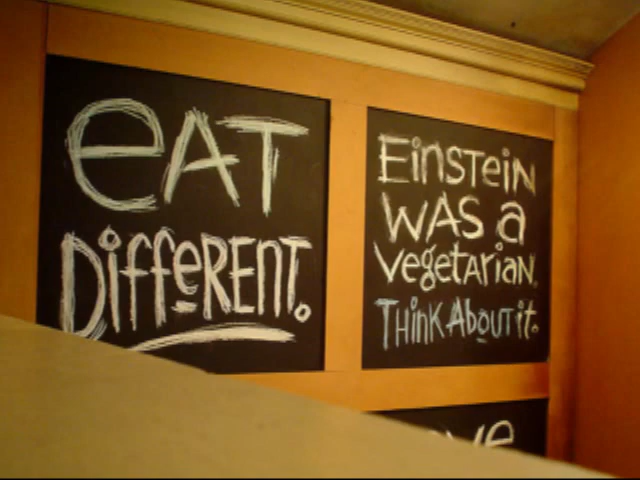 eAT
DiffeRENT.
EinSTeiN
WAS a
VegeTARiaN.
THiNK AbOUT iT.